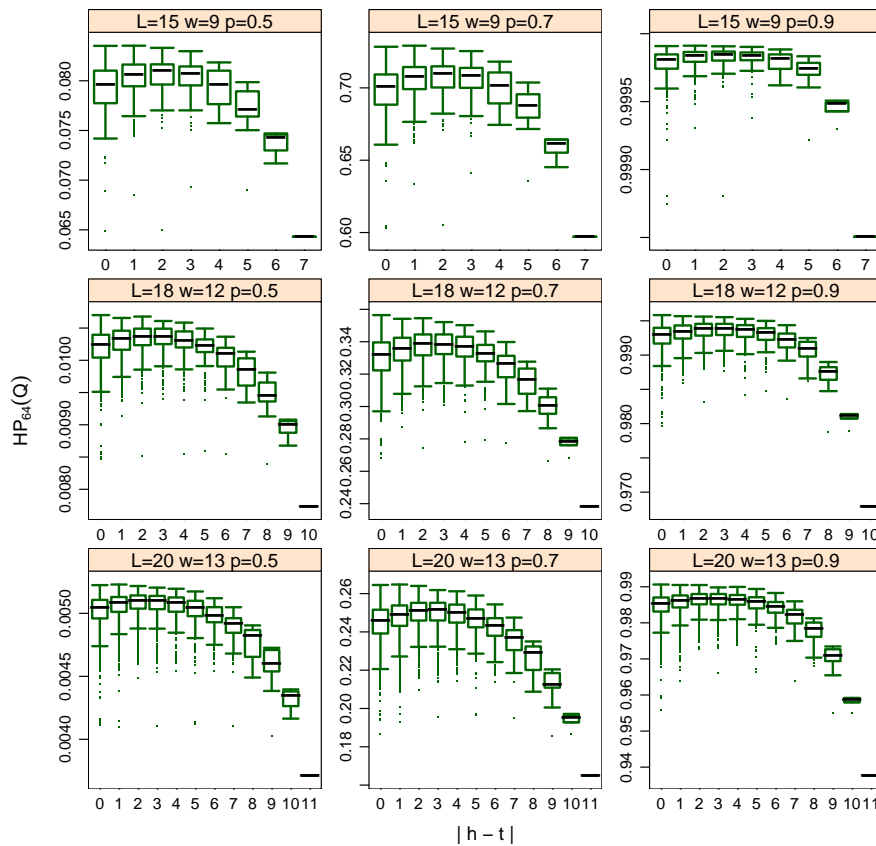 L=15 w=9 p=0.5
L=15 w=9 p=0.7
L=15 w=9 p=0.9
0.065 0.070 0.075 0.080
0.60 0.65 0.70
0.9990 0.9995
0 1 2 3 4 5 6 7
0 1 2 3 4 5 6 7
0 1 2 3 4 5 6 7
L=18 w=12 p=0.5
L=18 w=12 p=0.7
L=18 w=12 p=0.9
HP64(Q)
0.0080 0.0090 0.0100
0.24 0.26 0.28 0.30 0.32 0.34
0.970 0.980 0.990
0 1 2 3 4 5 6 7 8 9 10
0 1 2 3 4 5 6 7 8 9 10
0 1 2 3 4 5 6 7 8 9 10
L=20 w=13 p=0.5
L=20 w=13 p=0.7
L=20 w=13 p=0.9
0.0040 0.0045 0.0050
0.18 0.20 0.22 0.24 0.26
0.94 0.95 0.96 0.97 0.98 0.99
0 1 2 3 4 5 6 7 8 9 10 11
0 1 2 3 4 5 6 7 8 9 10 11
0 1 2 3 4 5 6 7 8 9 10 11
| h − t |